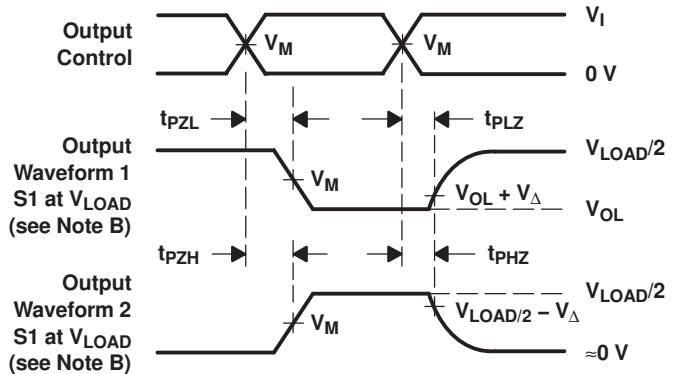 Output
Control
V_I
V_M
V_M
0 V
t_PZL
t_PLZ
Output
Waveform 1
S1 at V_LOAD
(see Note B)
V_LOAD/2
V_M
V_OL + V_Δ
V_OL
t_PZH
t_PHZ
Output
Waveform 2
S1 at V_LOAD
(see Note B)
V_LOAD/2
V_M
V_LOAD/2 − V_Δ
≈0 V